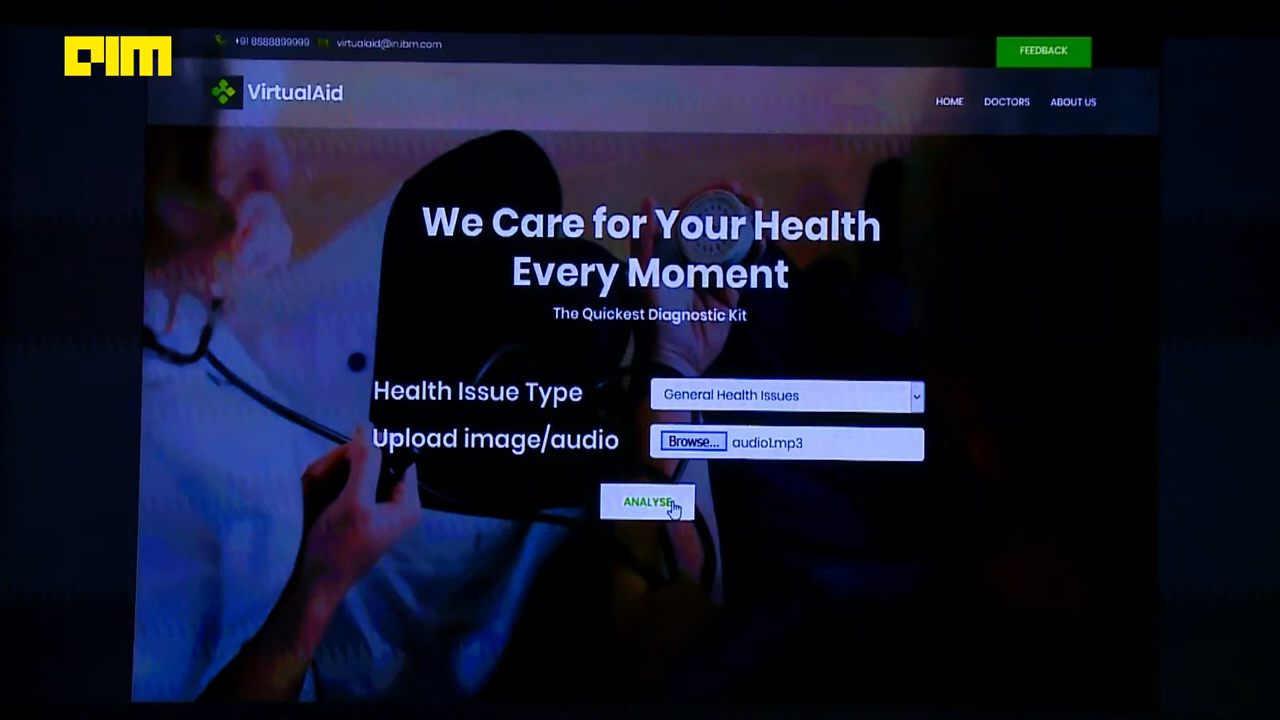 AIM
+91 8688899999 virtualaid@in.ibm.com
FEEDBACK
VirtualAid
HOME DOCTORS ABOUT US
We Care for Your Health
Every Moment
The Quickest Diagnostic Kit
Health Issue Type General Health Issues
Upload image/audio Browse... audio1.mp3
ANALYSE